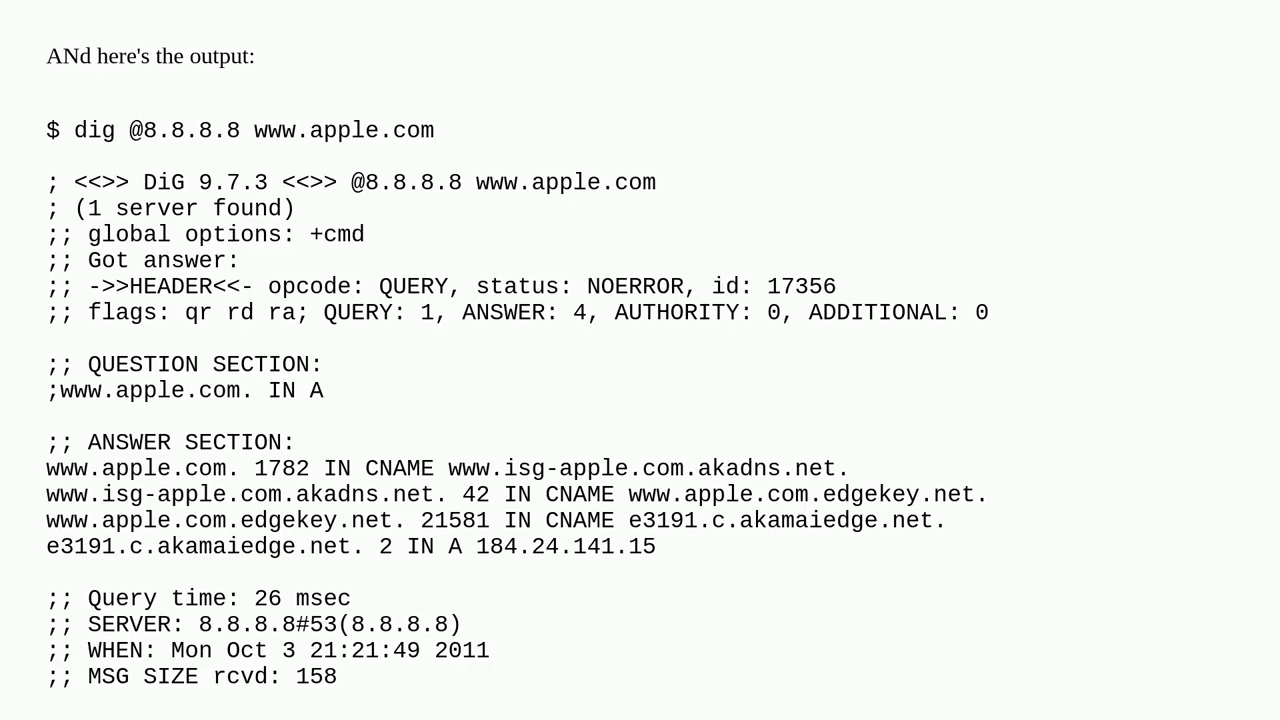 ANd here's the output:
$ dig @8.8.8.8 www.apple.com
; <<>> DiG 9.7.3 <<>> @8.8.8.8 www.apple.com
; (1 server found)
;; global options: +cmd
;; Got answer:
;; ->>HEADER<<- opcode: QUERY, status: NOERROR, id: 17356
;; flags: qr rd ra; QUERY: 1, ANSWER: 4, AUTHORITY: 0, ADDITIONAL: 0
;; QUESTION SECTION:
;www.apple.com. IN A
;; ANSWER SECTION:
www.apple.com. 1782 IN CNAME www.isg-apple.com.akadns.net.
www.isg-apple.com.akadns.net. 42 IN CNAME www.apple.com.edgekey.net.
www.apple.com.edgekey.net. 21581 IN CNAME e3191.c.akamaiedge.net.
e3191.c.akamaiedge.net. 2 IN A 184.24.141.15
;; Query time: 26 msec
;; SERVER: 8.8.8.8#53(8.8.8.8)
;; WHEN: Mon Oct 3 21:21:49 2011
;; MSG SIZE rcvd: 158